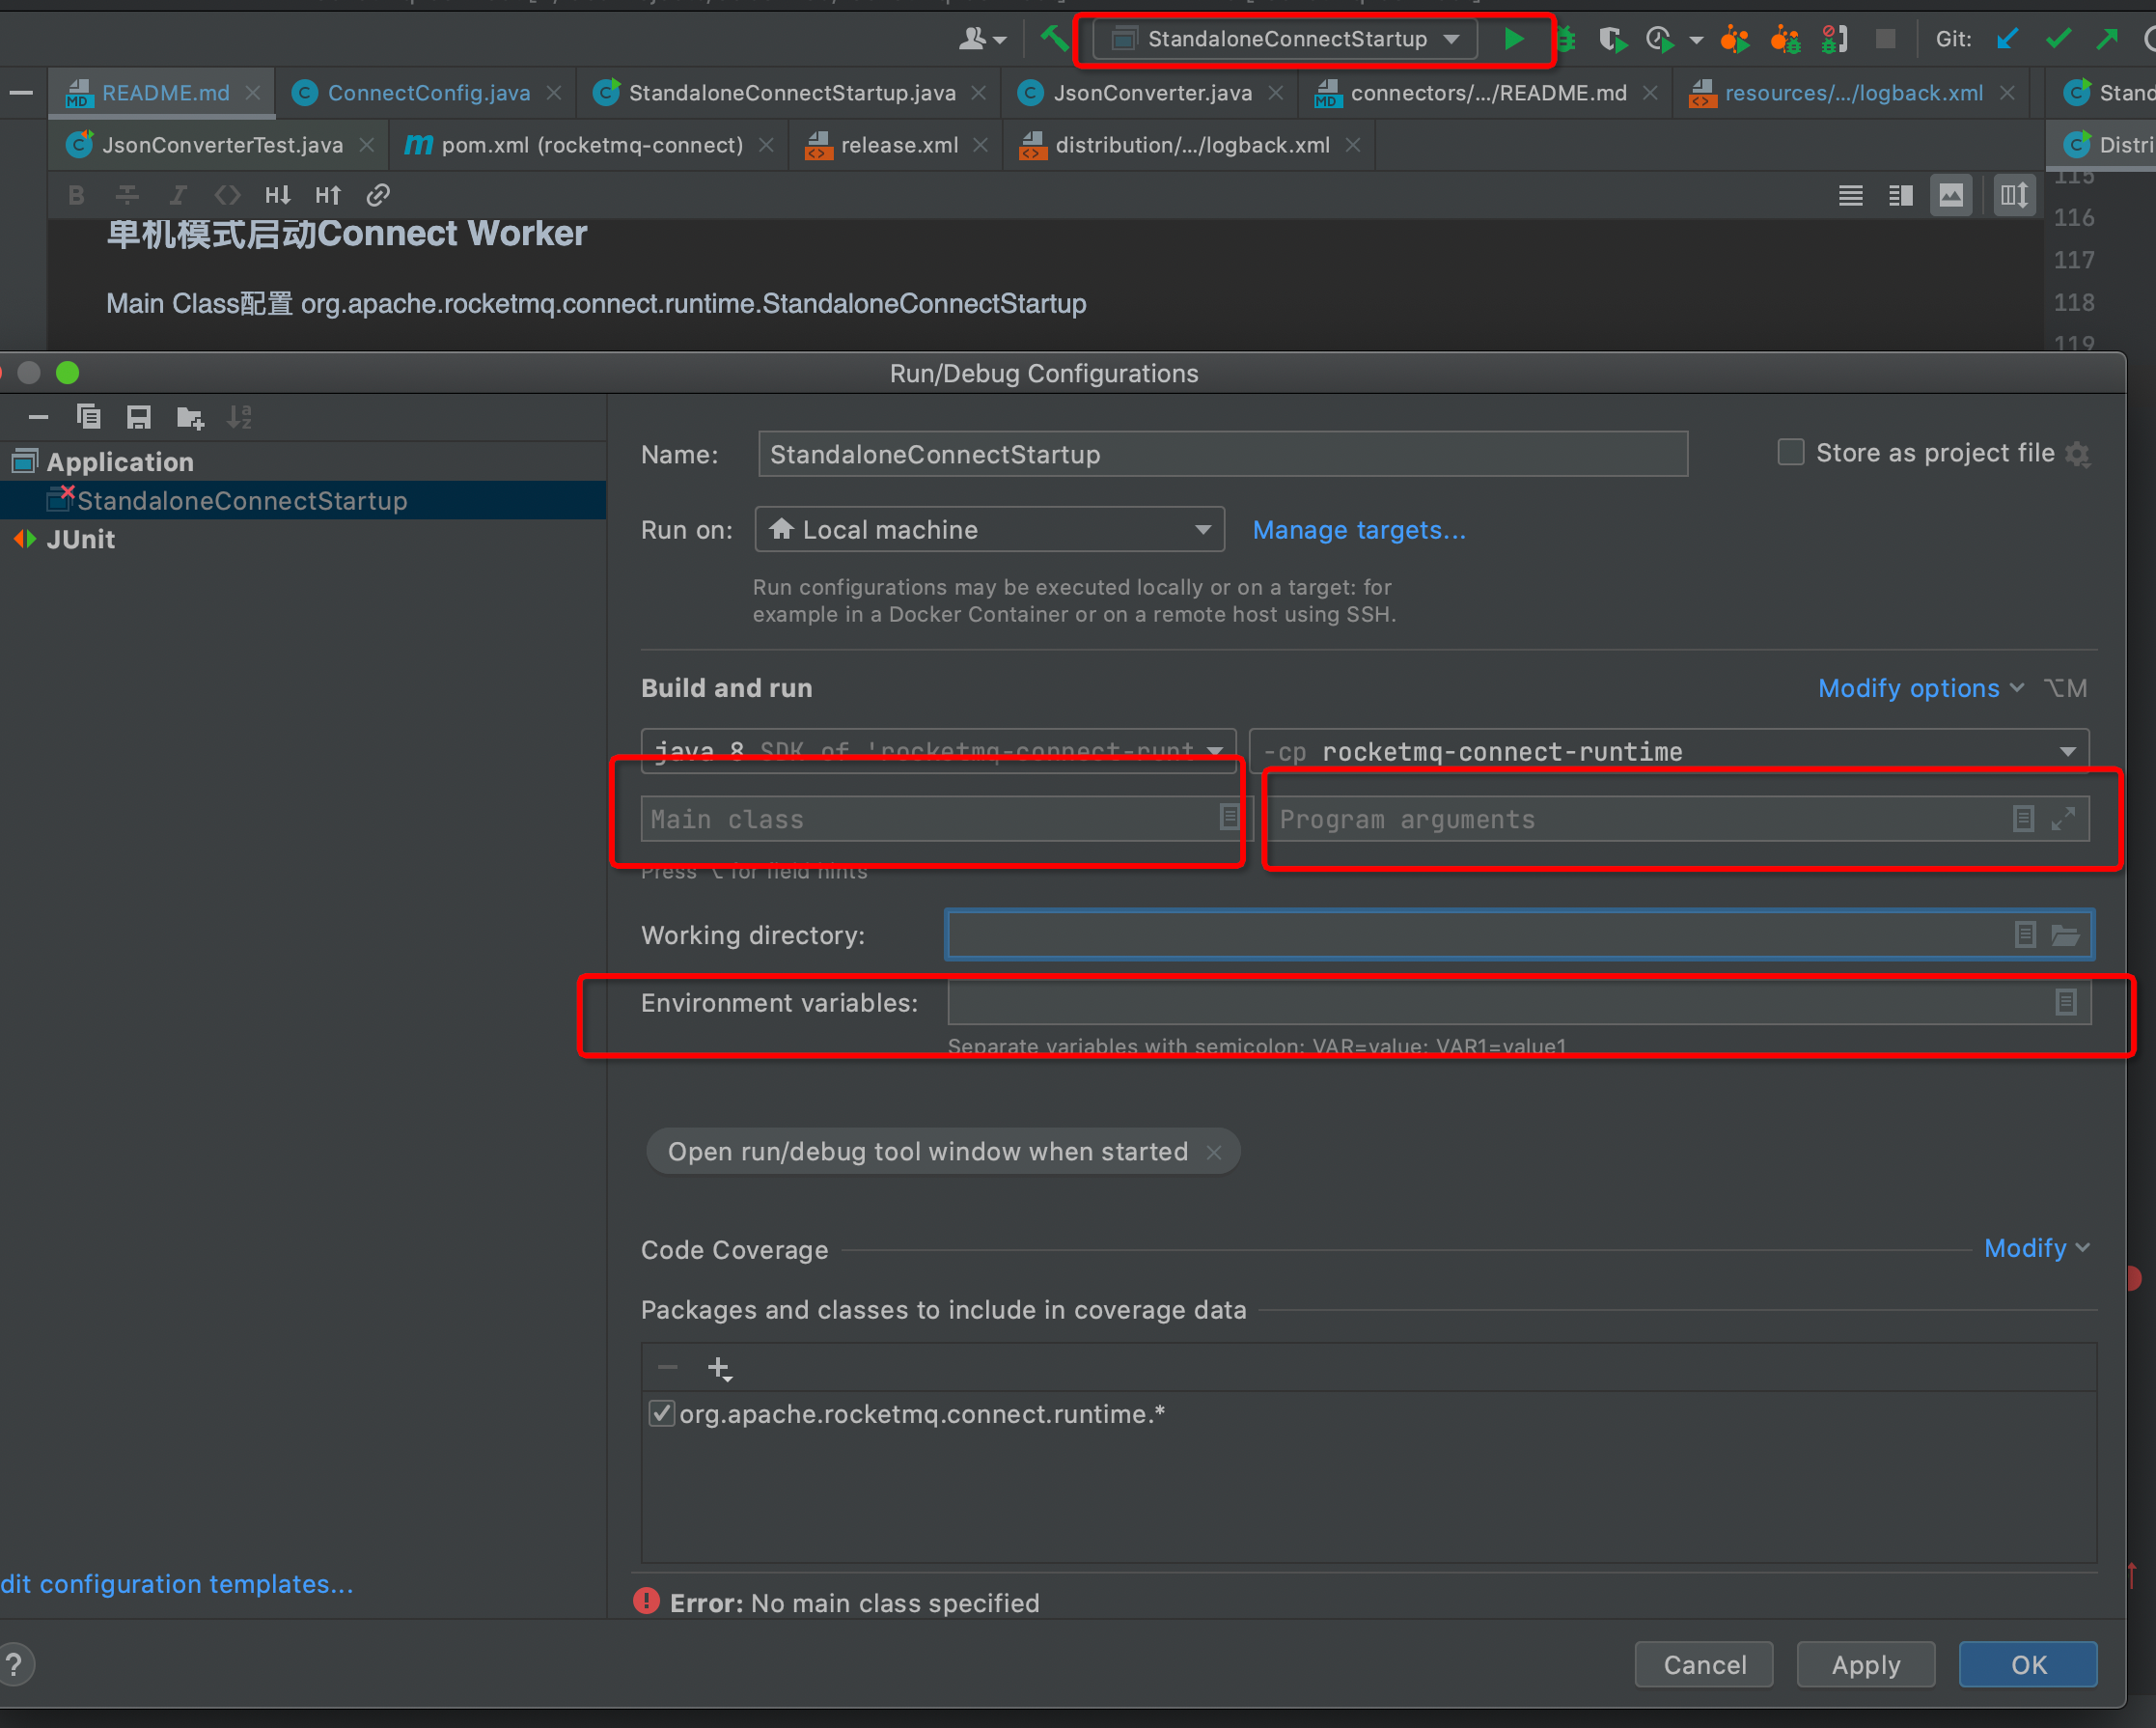 StandaloneConnectStartup
Git:
README.md
ConnectConfig.java
StandaloneConnectStartup.java
JsonConverter.java
connectors/.../README.md
resources/.../logback.xml
Stand
JsonConverterTest.java
pom.xml (rocketmq-connect)
release.xml
distribution/.../logback.xml
Distri
B I <> H↓ H↑
115
116
117
118
119
单机模式启动Connect Worker
Main Class配置 org.apache.rocketmq.connect.runtime.StandaloneConnectStartup
Run/Debug Configurations
Application
StandaloneConnectStartup
JUnit
Name: StandaloneConnectStartup
Store as project file
Run on: Local machine
Manage targets...
Run configurations may be executed locally or on a target: for
example in a Docker Container or on a remote host using SSH.
Build and run
Modify options ⌥M
java 8 SDK of 'rocketmq-connect-runt
-cp rocketmq-connect-runtime
Main class
Program arguments
Press ⌥ for field hints
Working directory:
Environment variables:
Separate variables with semicolon: VAR=value; VAR1=value1
Open run/debug tool window when started
Code Coverage
Modify
Packages and classes to include in coverage data
org.apache.rocketmq.connect.runtime.*
dit configuration templates...
Error: No main class specified
?
Cancel
Apply
OK